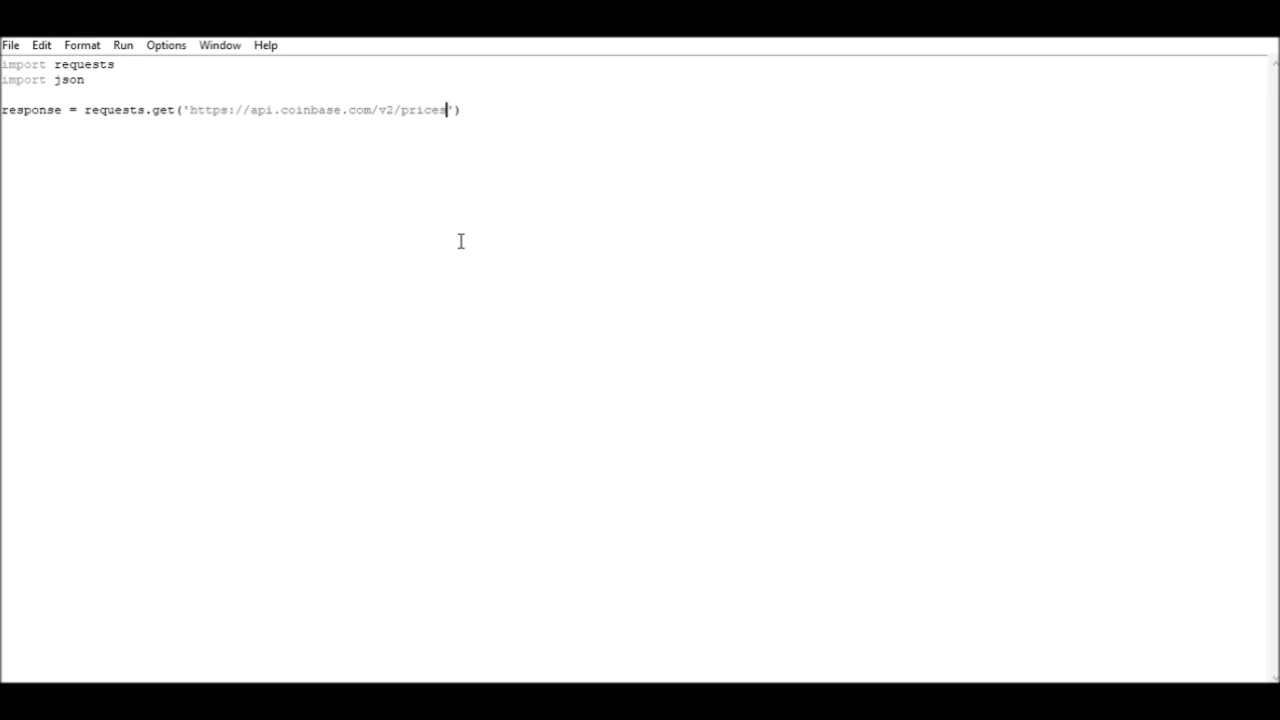 File Edit Format Run Options Window Help
import requests
import json
response = requests.get('https://api.coinbase.com/v2/prices')